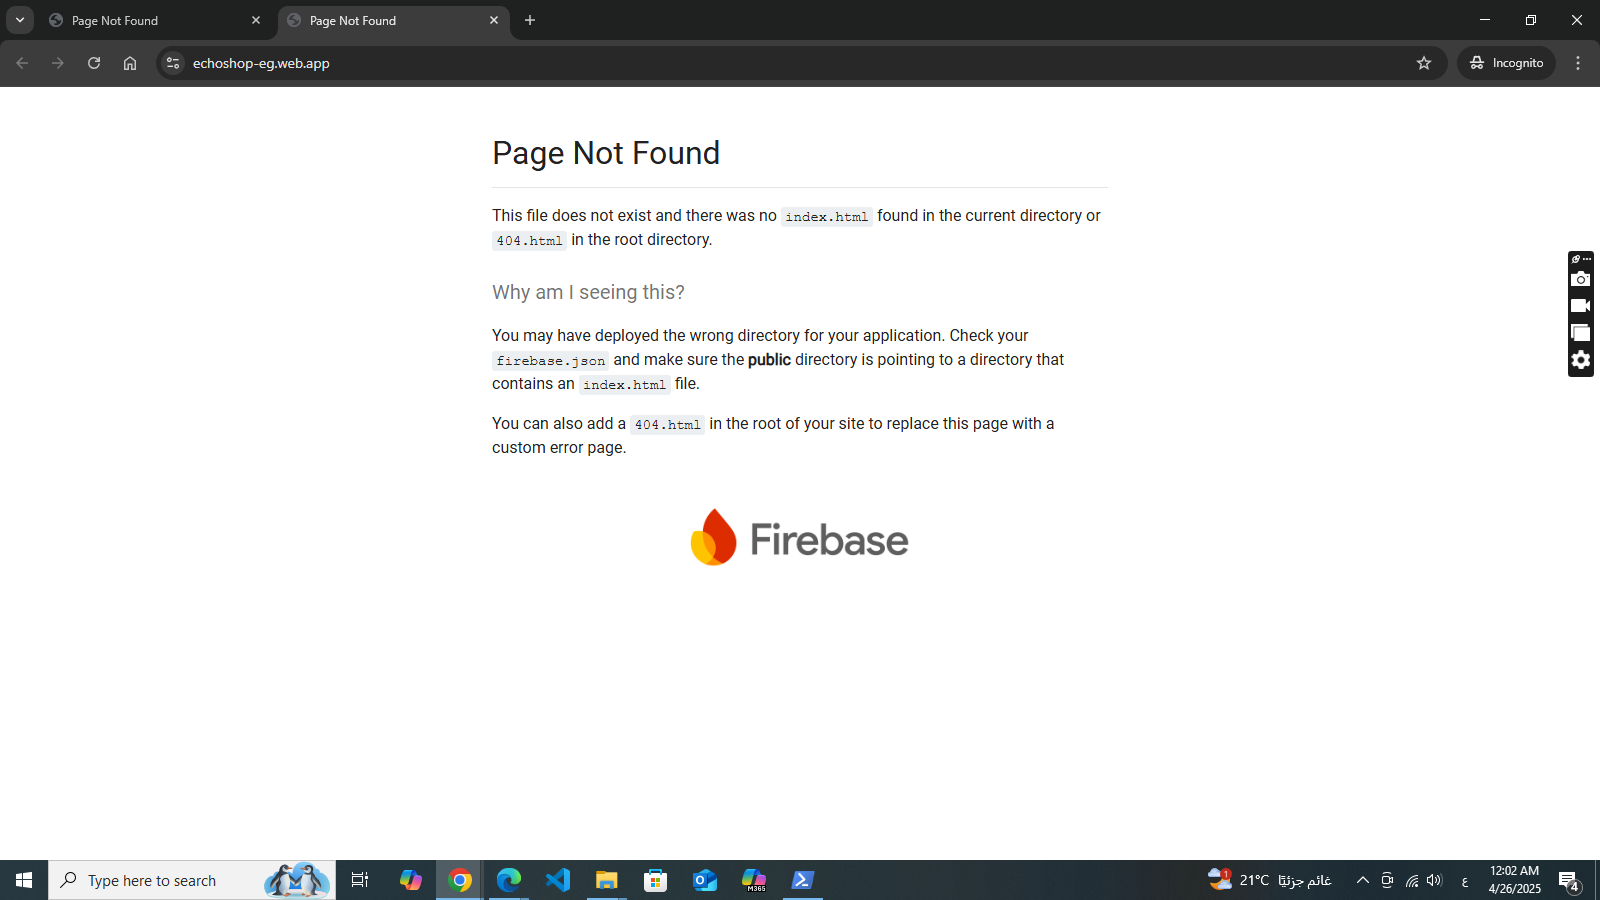 Page Not Found
Page Not Found
echoshop-eg.web.app
Incognito
Page Not Found
This file does not exist and there was no index.html found in the current directory or
404.html in the root directory.
Why am I seeing this?
You may have deployed the wrong directory for your application. Check your
firebase.json and make sure the public directory is pointing to a directory that
contains an index.html file.
You can also add a 404.html in the root of your site to replace this page with a
custom error page.
Firebase
Type here to search
M365
1
21°C غائم جزئيًا
ع
12:02 AM
4/26/2025
4